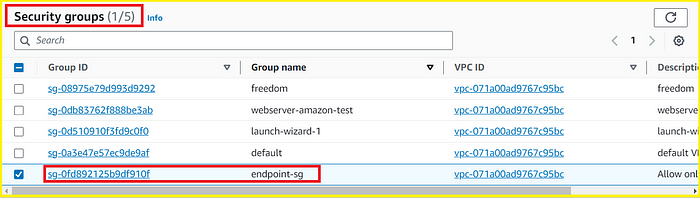 Security groups (1/5) Info
Search
1
Group ID Group name VPC ID Descripti
sg-08975e79d993d9292 freedom vpc-071a00ad9767c95bc freedom
sg-0db83762f888be3ab webserver-amazon-test vpc-071a00ad9767c95bc webserver-
sg-0d510910f3fd9c0f0 launch-wizard-1 vpc-071a00ad9767c95bc launch-wi
sg-0a3e47e57ec9de9af default vpc-071a00ad9767c95bc default VI
sg-0fd892125b9df910f endpoint-sg vpc-071a00ad9767c95bc Allow onl